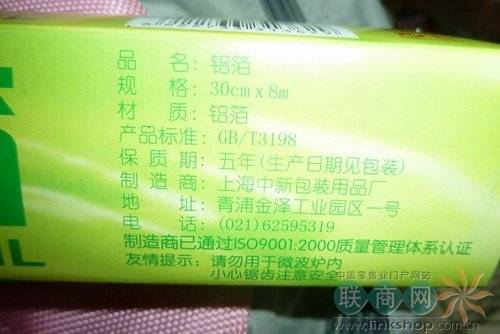 品 名：铝箔
规 格：30cm x 8m
材 质：铝箔
产品标准：GB/T3198
保 质 期：五年(生产日期见包装)
制 造 商：上海中新包装用品厂
青浦金泽工业园区一号
电 话：(021)62595319
制造商已通过ISO9001:2000质量管理体系认证
友情提示：请勿用于微波炉内
小心锯齿注意安全
IL
中国零售业门户网站
联商网
www.linkshop.com.cn